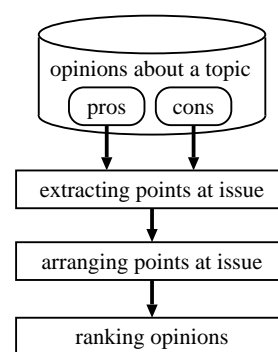 opinions about a topic
pros cons
extracting points at issue
arranging points at issue
ranking opinions